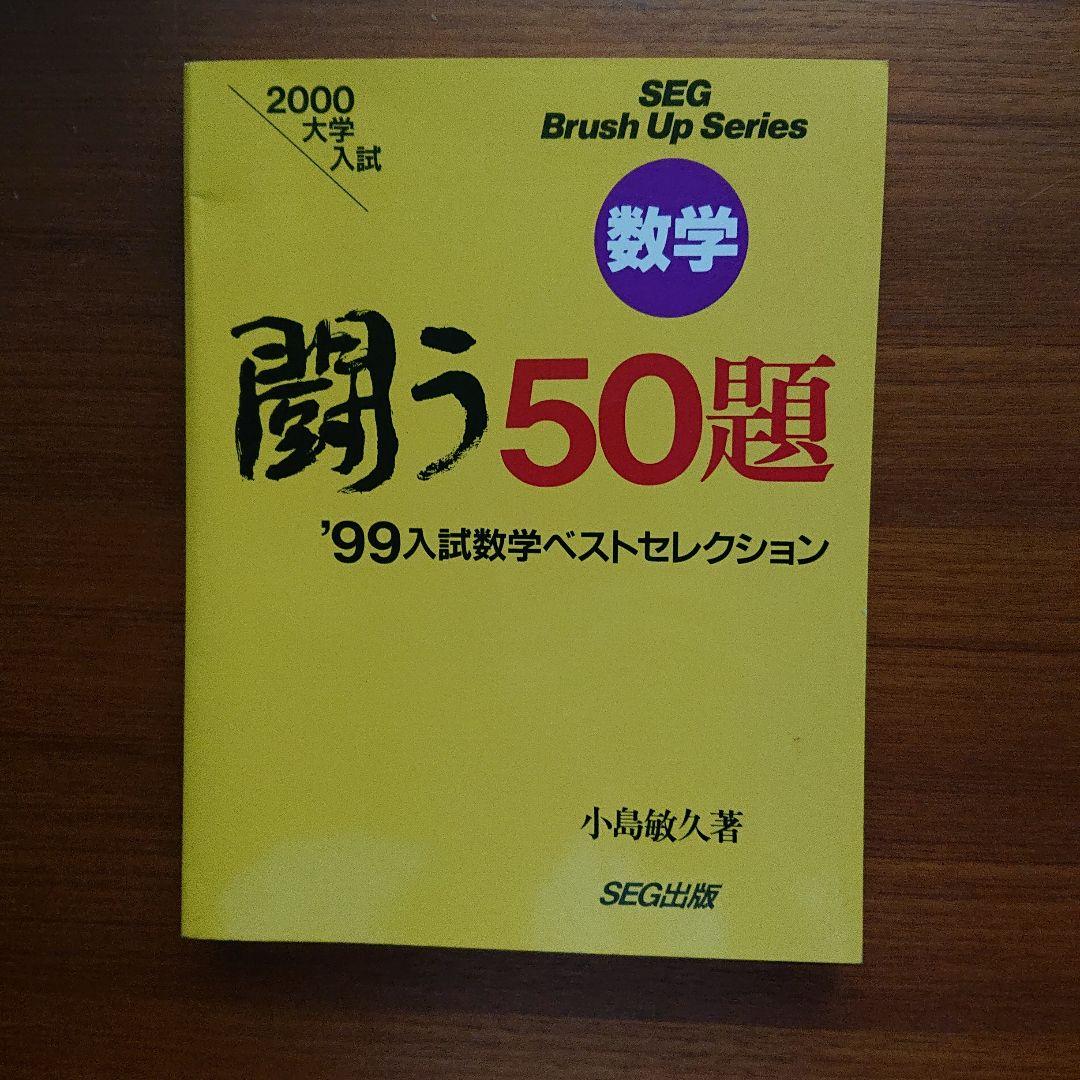 2000
大学
入試
SEG
Brush Up Series
数学
闘う50題
'99入試数学ベストセレクション
小島敏久著
SEG出版